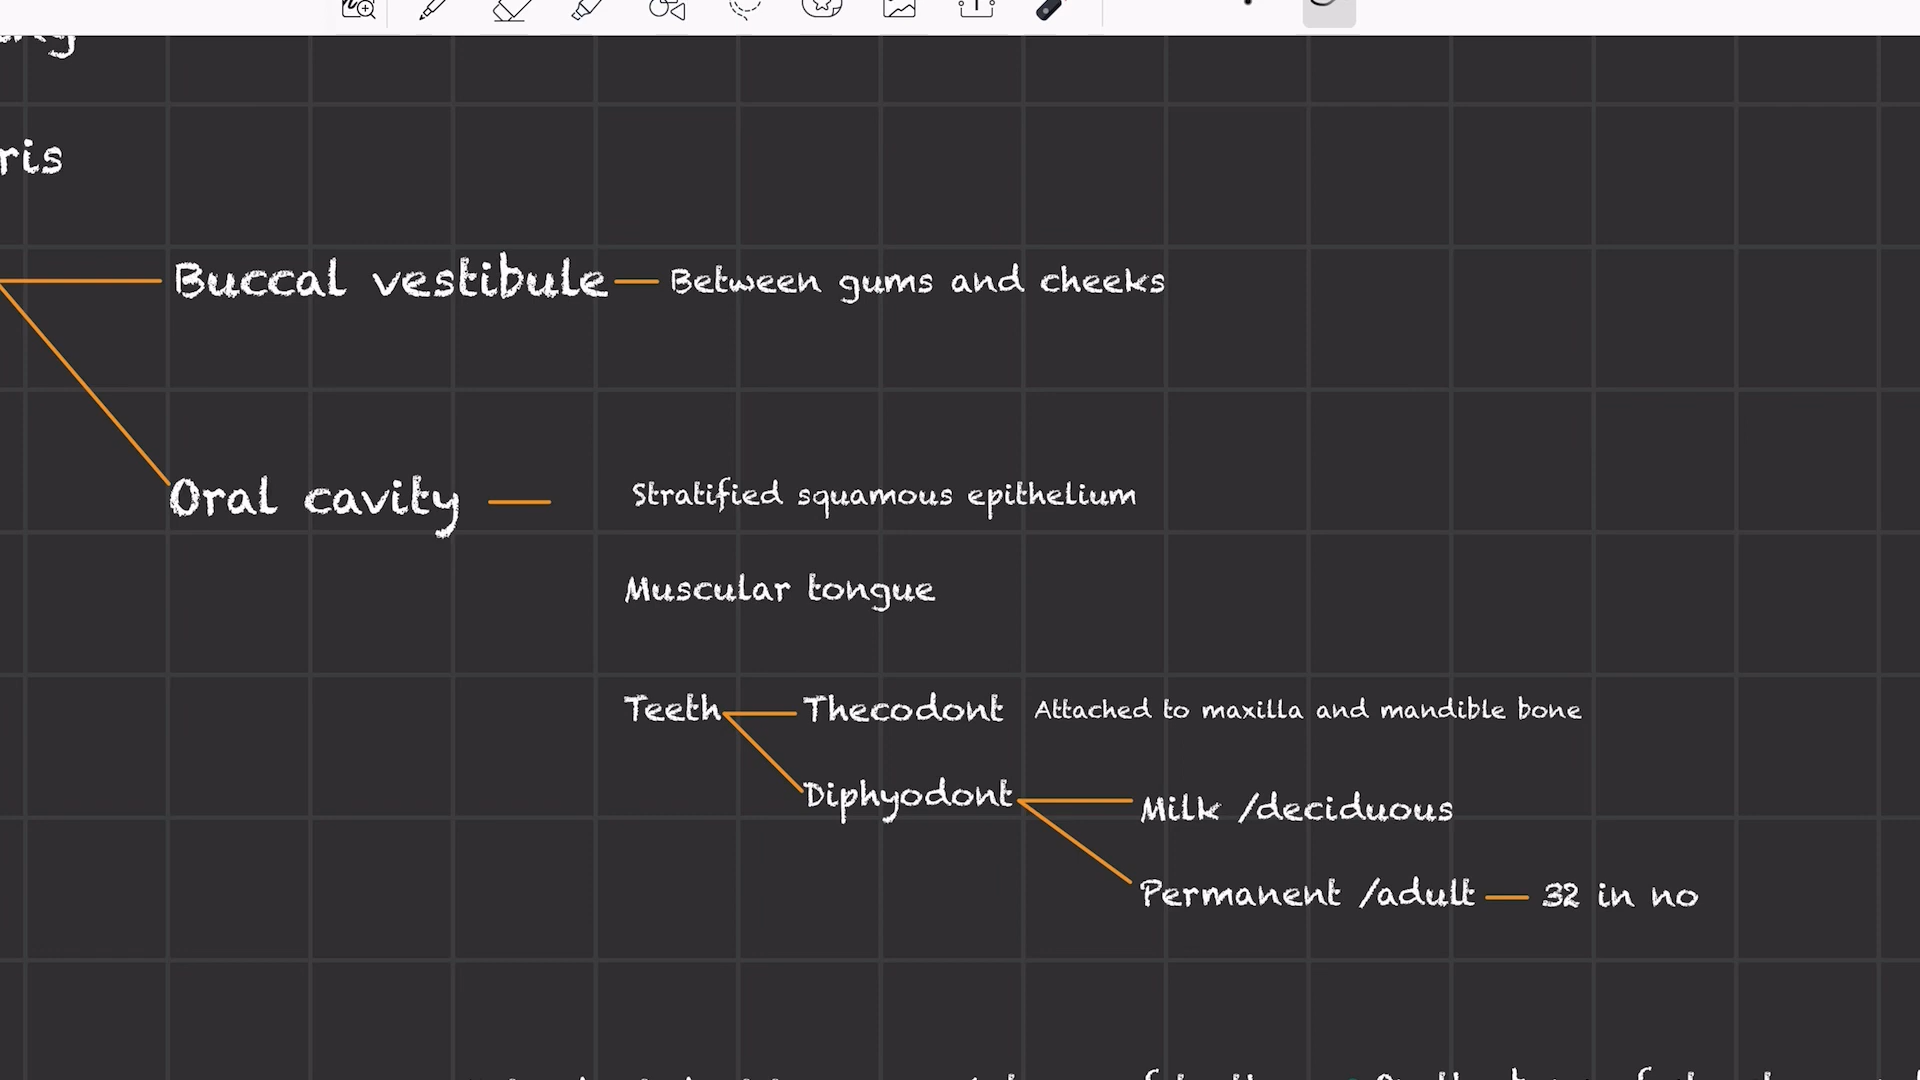 ris
Buccal vestibule Between gums and cheeks
Oral cavity Stratified squamous epithelium
Muscular tongue
Teeth Thecodont Attached to maxilla and mandible bone
Diphyodont Milk /deciduous
Permanent /adult 32 in no